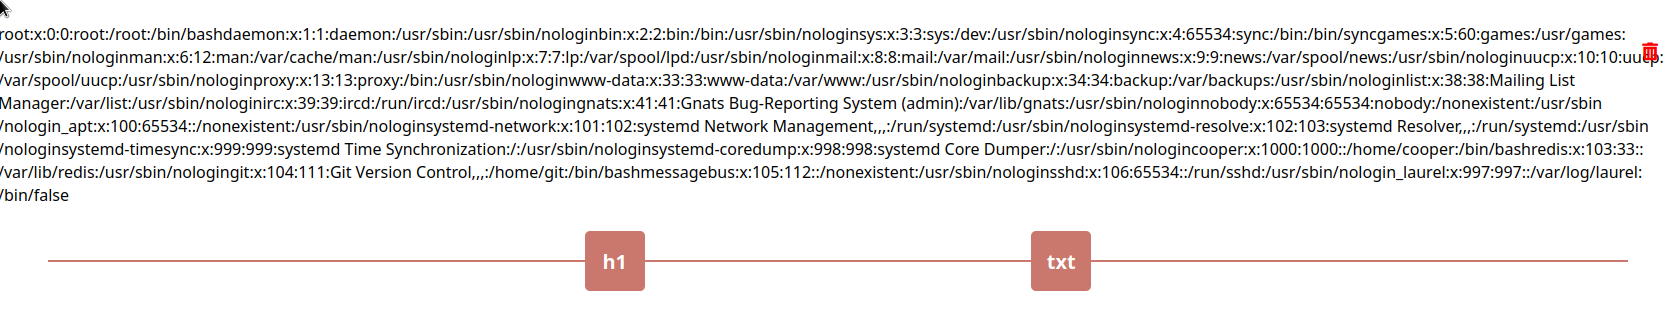 root:x:0:0:root:/root:/bin/bashdaemon:x:1:1:daemon:/usr/sbin:/usr/sbin/nologinbin:x:2:2:bin:/bin:/usr/sbin/nologinsys:x:3:3:sys:/dev:/usr/sbin/nologinsync:x:4:65534:sync:/bin:/bin/syncgames:x:5:60:games:/usr/games:
/usr/sbin/nologinman:x:6:12:man:/var/cache/man:/usr/sbin/nologinlp:x:7:7:lp:/var/spool/lpd:/usr/sbin/nologinmail:x:8:8:mail:/var/mail:/usr/sbin/nologinnews:x:9:9:news:/var/spool/news:/usr/sbin/nologinuucp:x:10:10:uucp:
/var/spool/uucp:/usr/sbin/nologinproxy:x:13:13:proxy:/bin:/usr/sbin/nologinwww-data:x:33:33:www-data:/var/www:/usr/sbin/nologinbackup:x:34:34:backup:/var/backups:/usr/sbin/nologinlist:x:38:38:Mailing List
Manager:/var/list:/usr/sbin/nologinirc:x:39:39:ircd:/run/ircd:/usr/sbin/nologingnats:x:41:41:Gnats Bug-Reporting System (admin):/var/lib/gnats:/usr/sbin/nologinnobody:x:65534:65534:nobody:/nonexistent:/usr/sbin
/nologin_apt:x:100:65534::/nonexistent:/usr/sbin/nologinsystemd-network:x:101:102:systemd Network Management,,,:/run/systemd:/usr/sbin/nologinsystemd-resolve:x:102:103:systemd Resolver,,,:/run/systemd:/usr/sbin
/nologinsystemd-timesync:x:999:999:systemd Time Synchronization:/:/usr/sbin/nologinsystemd-coredump:x:998:998:systemd Core Dumper:/:/usr/sbin/nologincooper:x:1000:1000::/home/cooper:/bin/bashredis:x:103:33::
/var/lib/redis:/usr/sbin/nologingit:x:104:111:Git Version Control,,,:/home/git:/bin/bashmessagebus:x:105:112::/nonexistent:/usr/sbin/nologinsshd:x:106:65534::/run/sshd:/usr/sbin/nologin_laurel:x:997:997::/var/log/laurel:
/bin/false
h1
txt